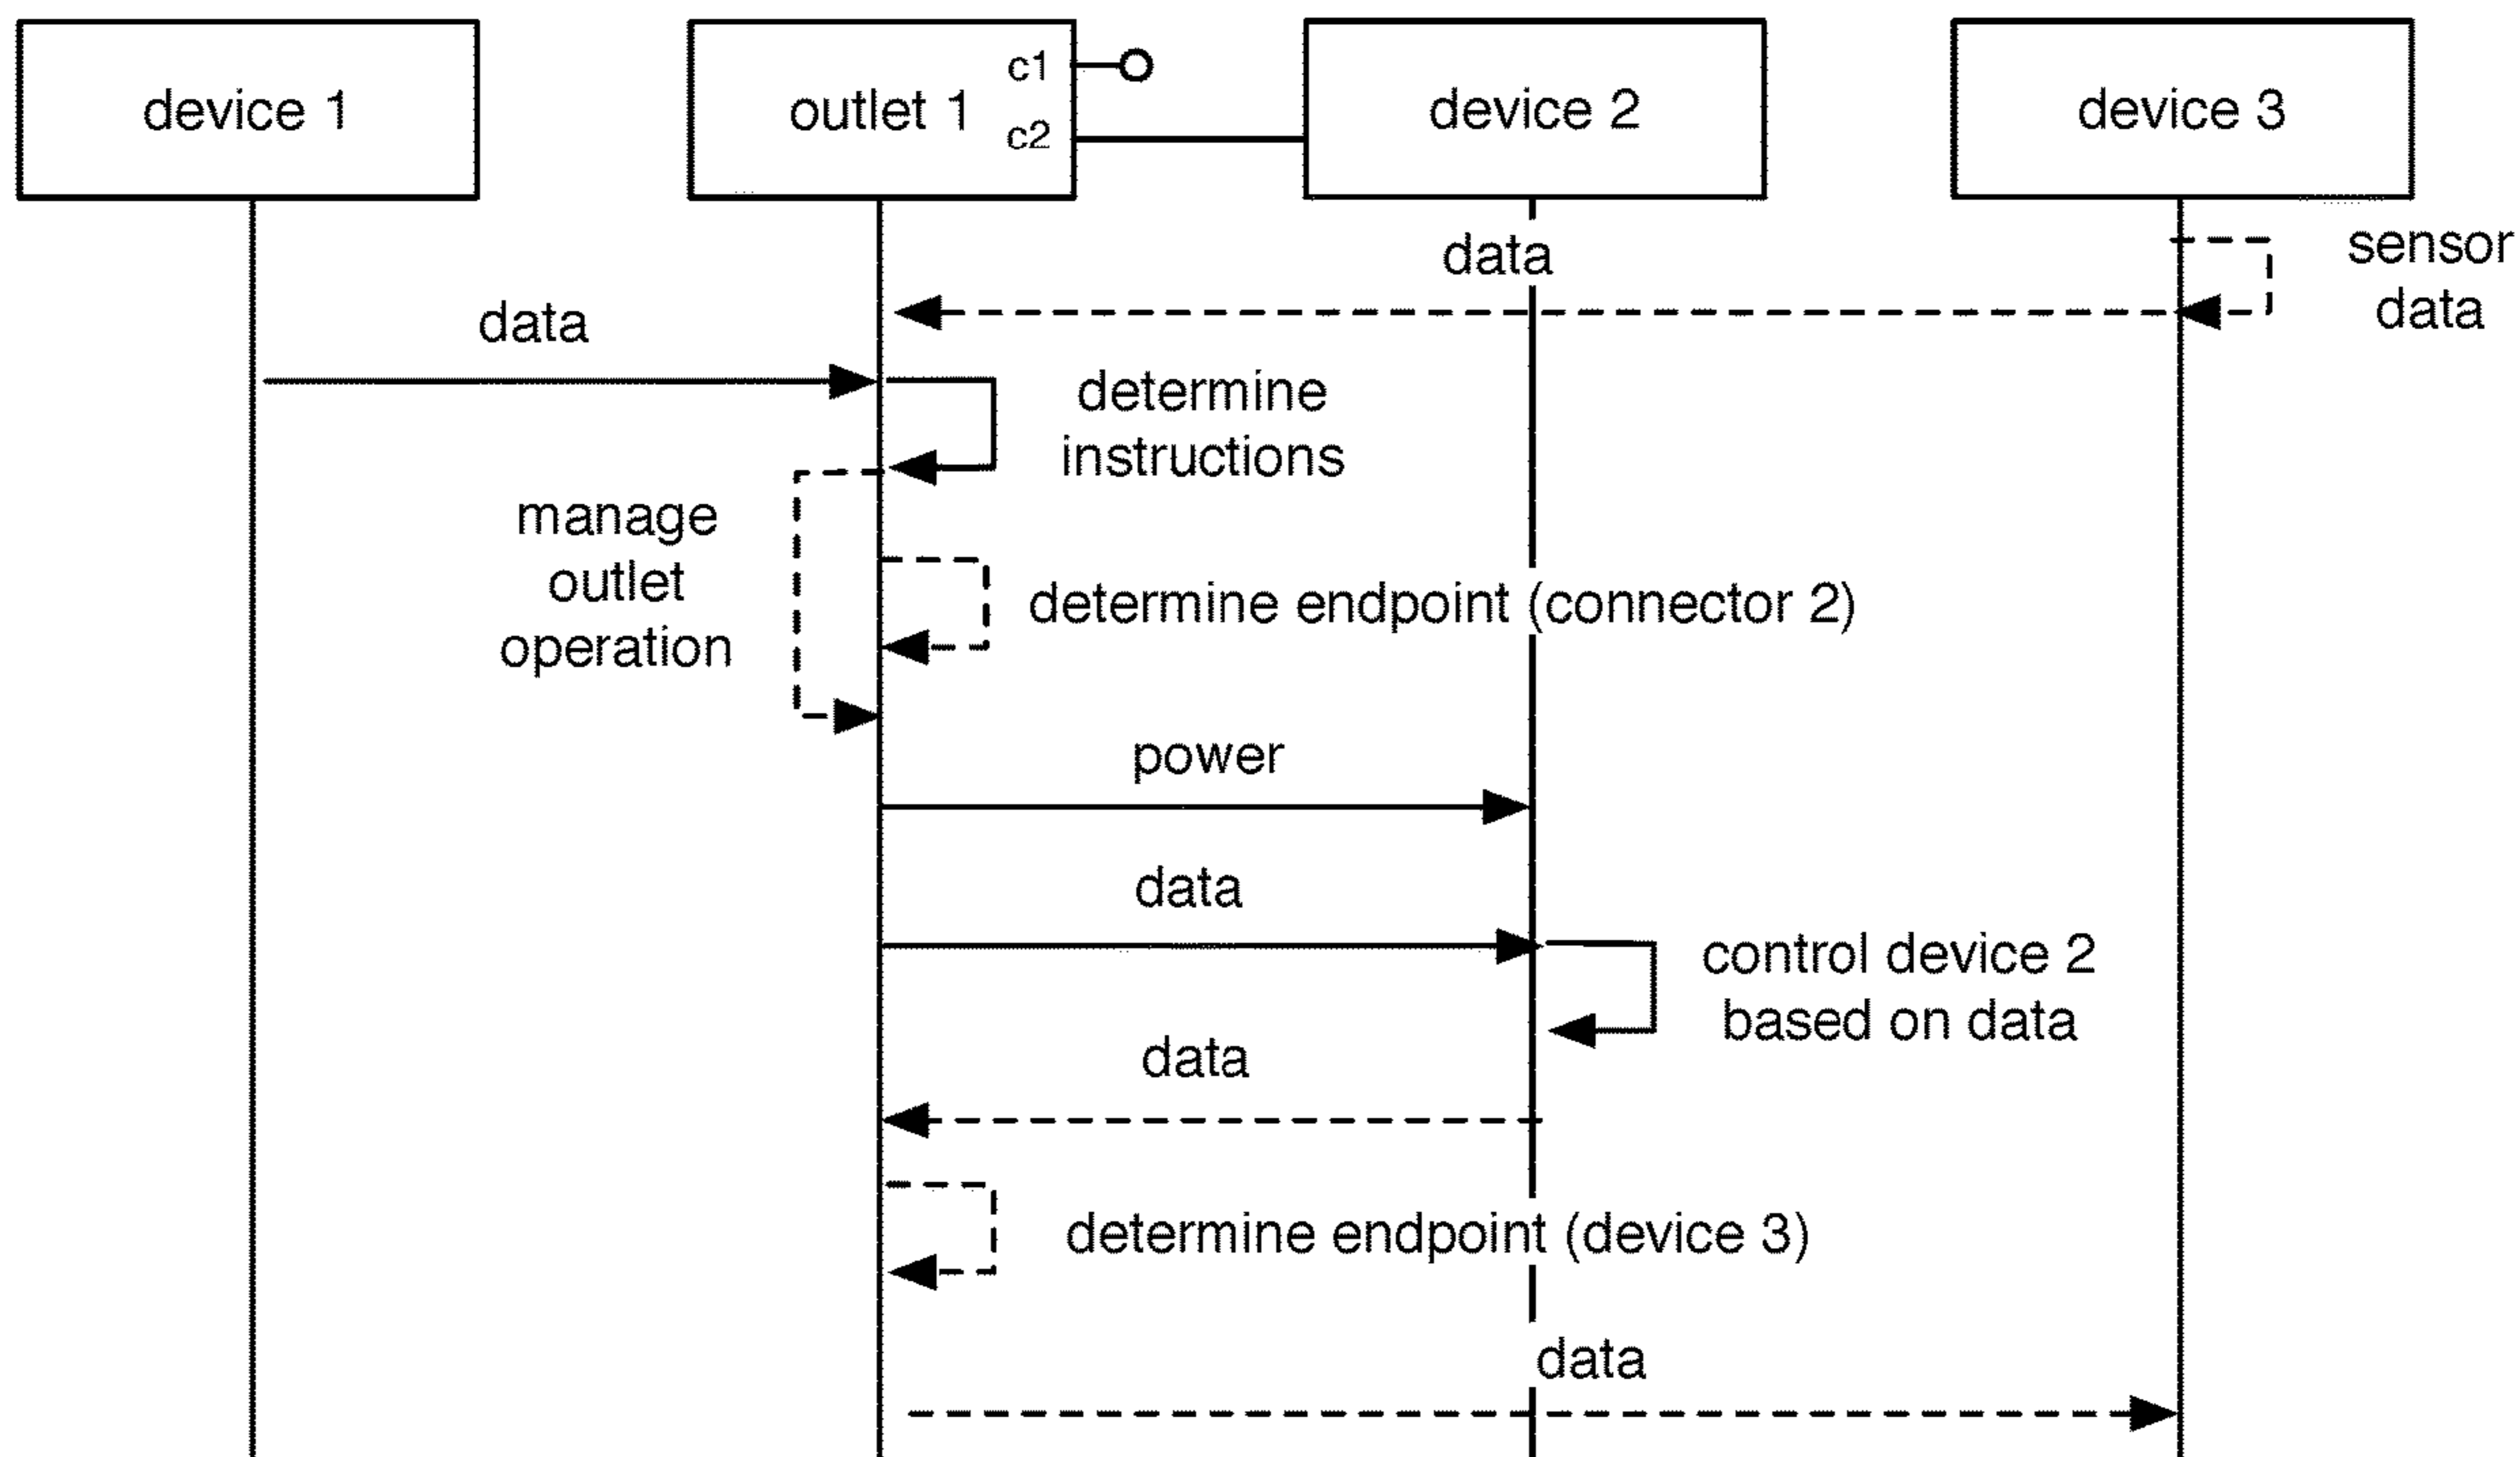 device 1
outlet 1
c1
c2
device 2
device 3
data
sensor
data
data
determine
instructions
manage
outlet
operation
determine endpoint (connector 2)
power
data
control device 2
based on data
data
determine endpoint (device 3)
data